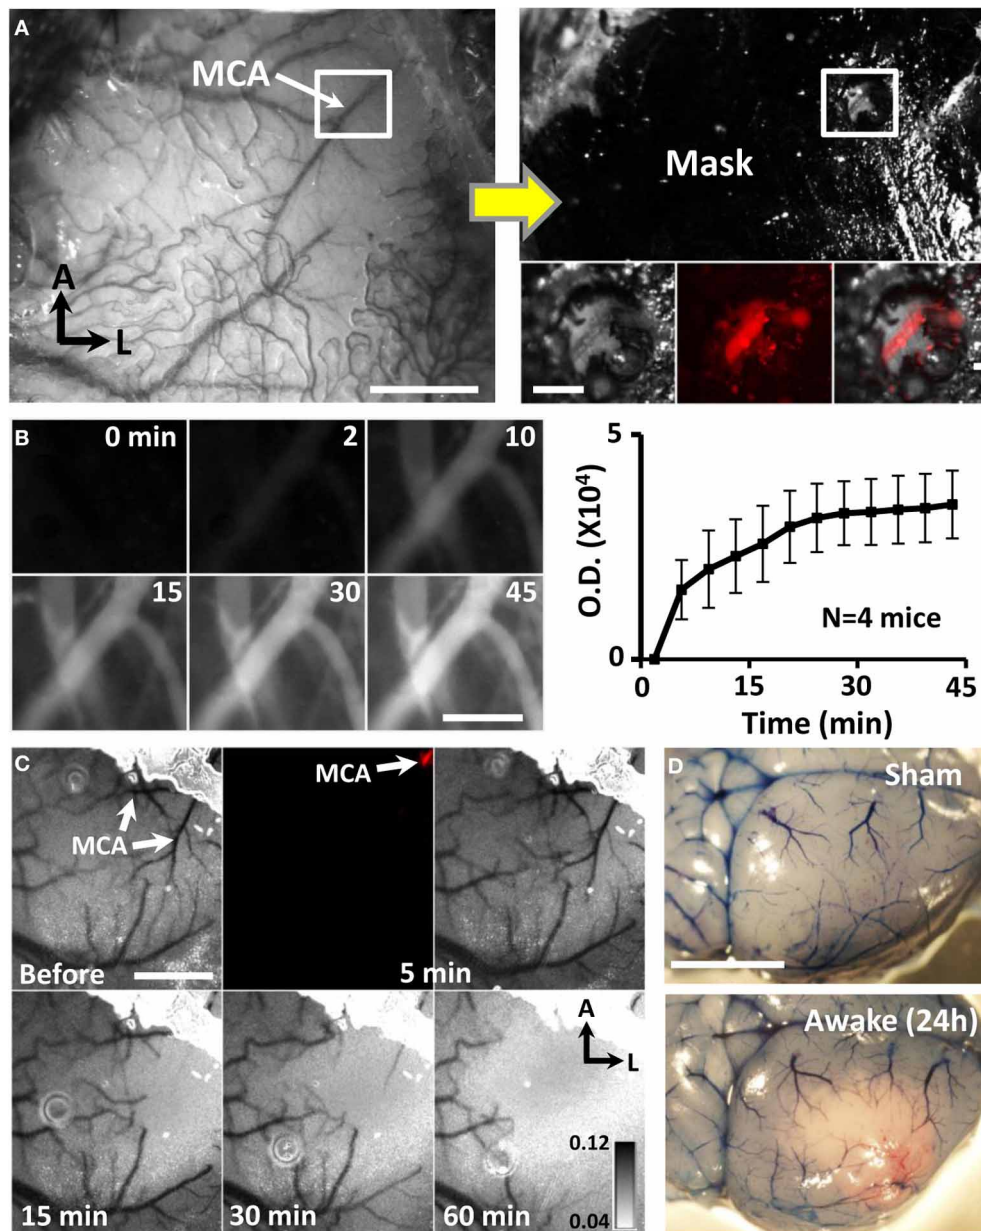 A
MCA
A
L
Mask
B
0 min
2
10
15
30
45
5
O.D. (X10⁴)
0
N=4 mice
0 15 30 45
Time (min)
C
MCA
MCA
Before
5 min
15 min
30 min
60 min
A
L
0.12
0.04
D
Sham
Awake (24h)